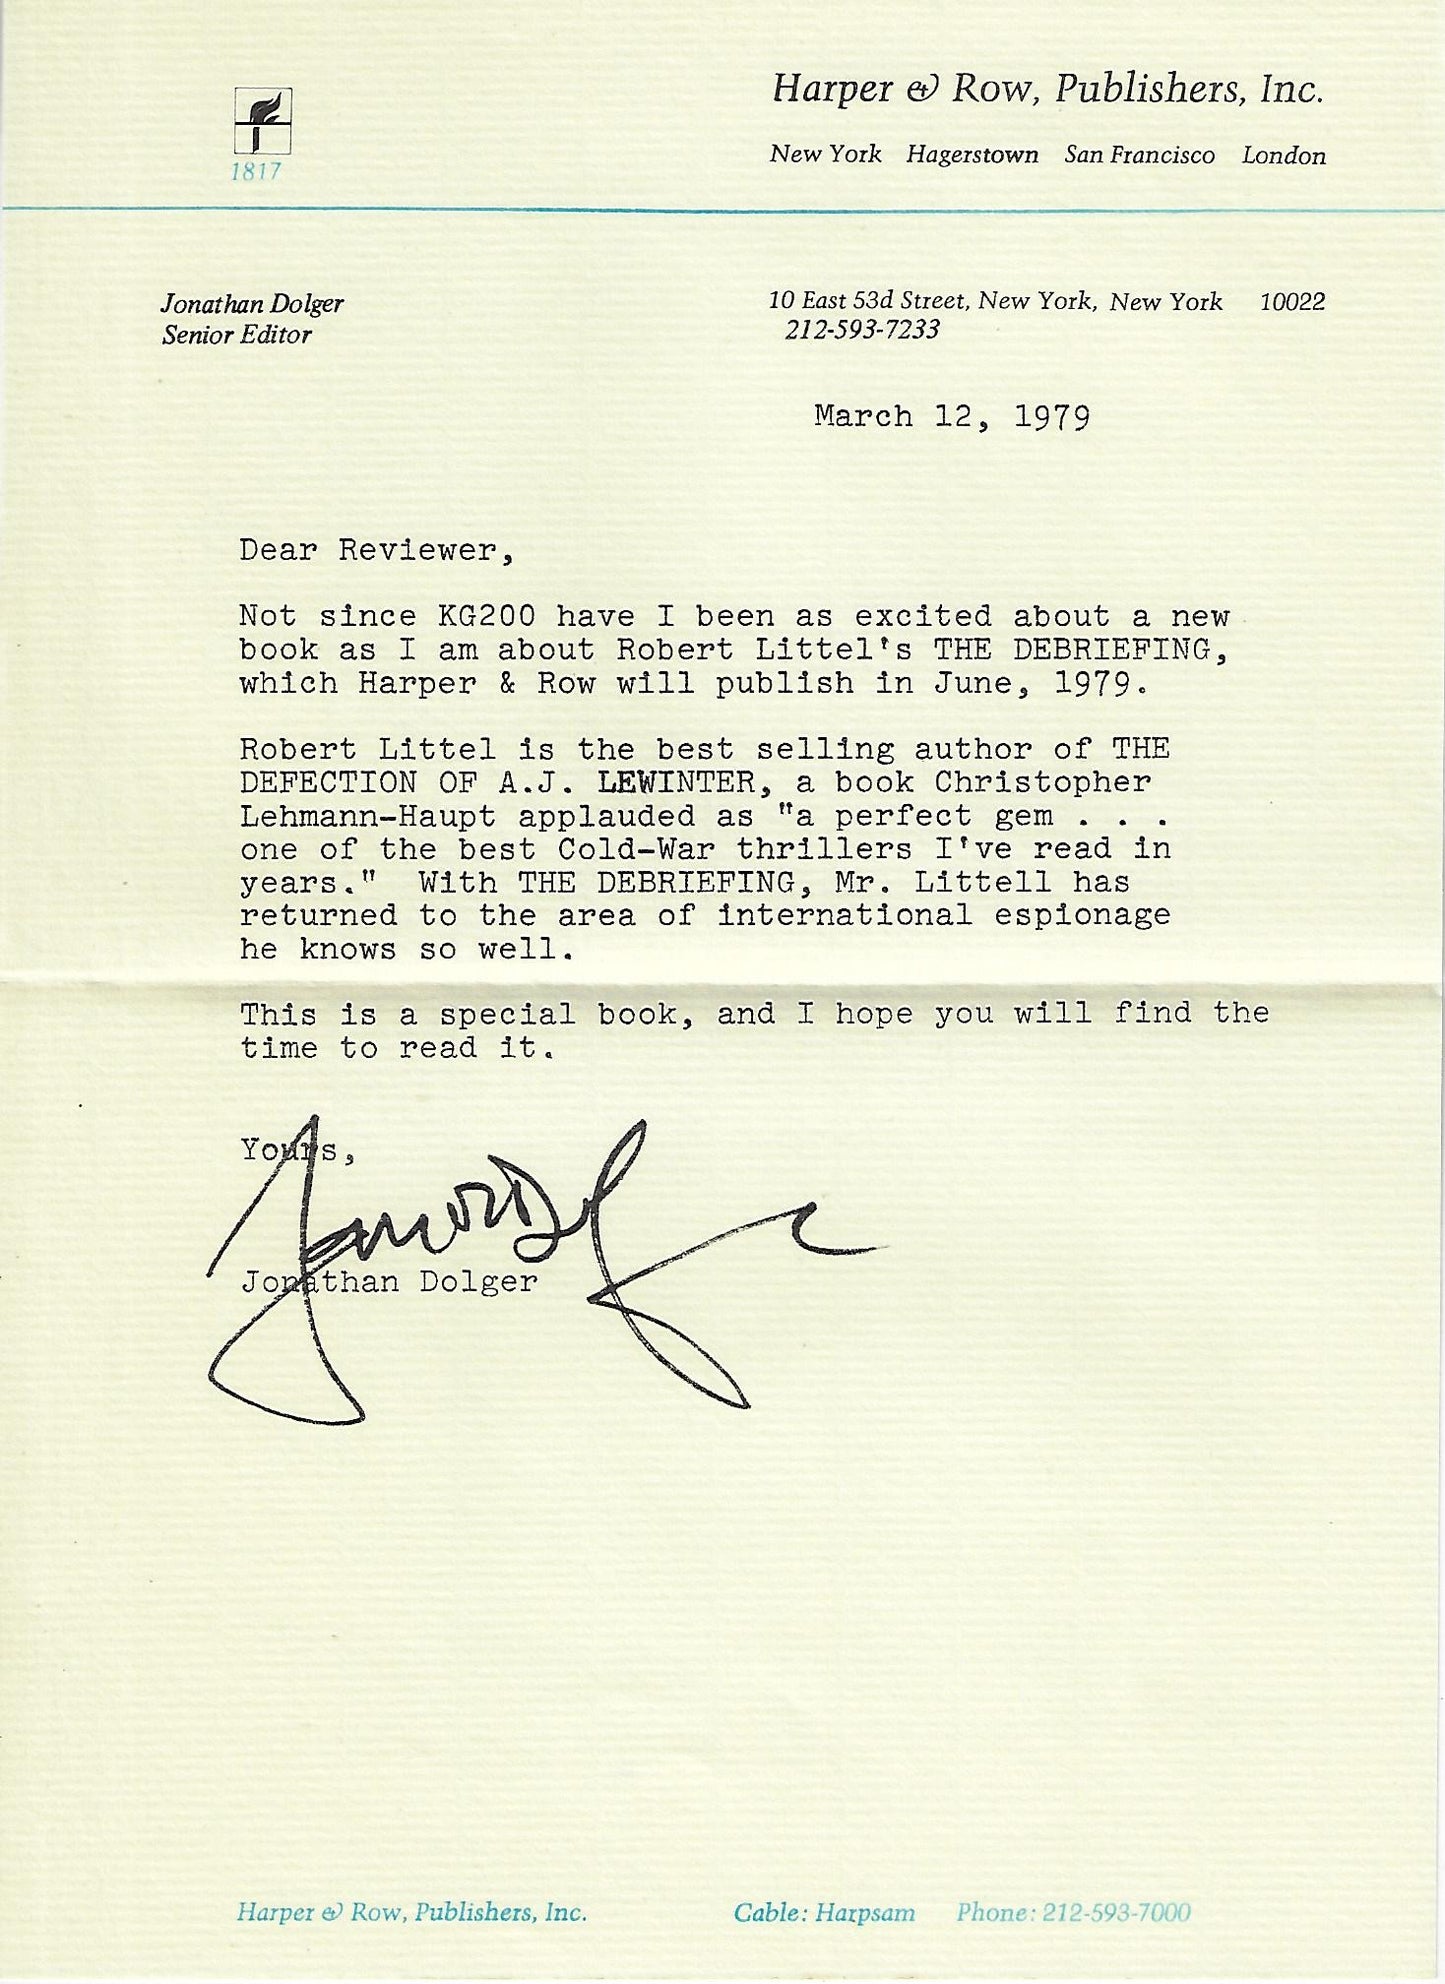 Harper & Row, Publishers, Inc.
New York Hagerstown San Francisco London
1817
Jonathan Dolger
Senior Editor
10 East 53d Street, New York, New York 10022
212-593-7233
March 12, 1979
Dear Reviewer,
Not since KG200 have I been as excited about a new
book as I am about Robert Littel's THE DEBRIEFING,
which Harper & Row will publish in June, 1979.
Robert Littel is the best selling author of THE
DEFECTION OF A.J. LEWINTER, a book Christopher
Lehmann-Haupt applauded as "a perfect gem . . .
one of the best Cold-War thrillers I've read in
years." With THE DEBRIEFING, Mr. Littell has
returned to the area of international espionage
he knows so well.
This is a special book, and I hope you will find the
time to read it.
Yours,
Jonathan Dolger
Harper & Row, Publishers, Inc. Cable: Harpsam Phone: 212-593-7000